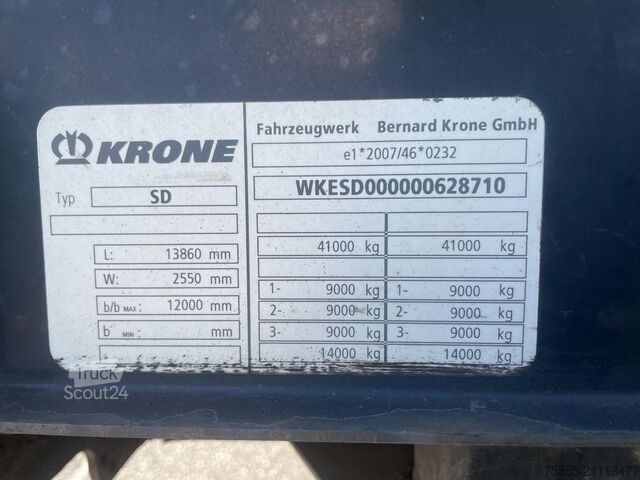 KRONE
Typ SD
L: 13860 mm
W: 2550 mm
b/b MAX: 12000 mm
b MIN: mm
Fahrzeugwerk Bernard Krone GmbH
e1*2007/46*0232
WKESD000000628710
41000 kg 41000 kg
1- 9000 kg 1- 9000 kg
2- 9000 kg 2- 9000 kg
3- 9000 kg 3- 9000 kg
14000 kg 14000 kg
Truck
Scout24
75855-21113477